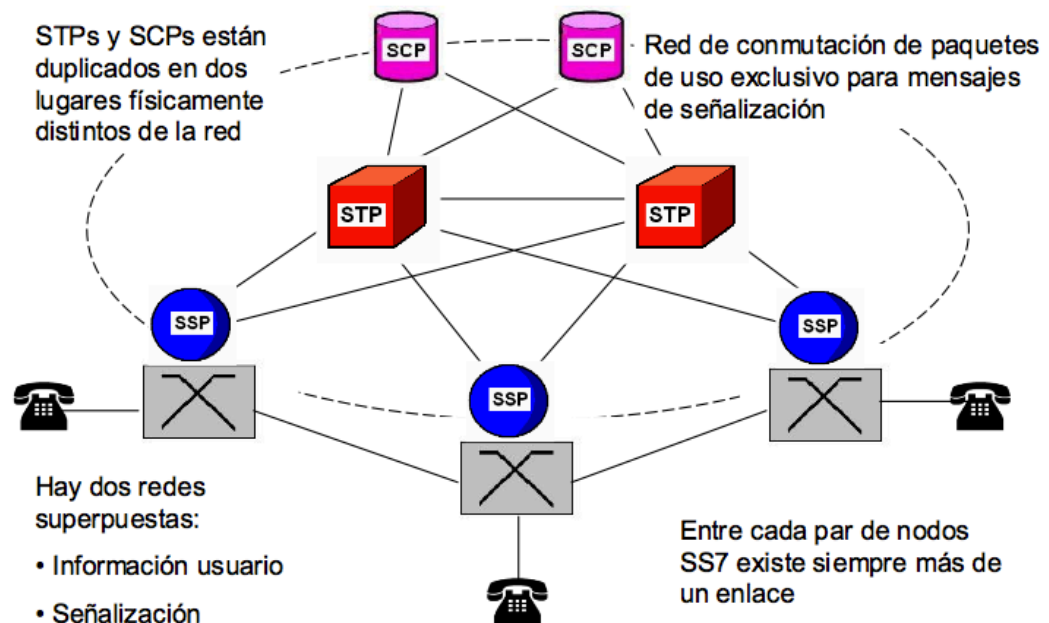 STPs y SCPs están
duplicados en dos
lugares físicamente
distintos de la red
SCP
SCP
Red de conmutación de paquetes
de uso exclusivo para mensajes
de señalización
STP
STP
SSP
SSP
SSP
Hay dos redes
superpuestas:
• Información usuario
• Señalización
Entre cada par de nodos
SS7 existe siempre más de
un enlace